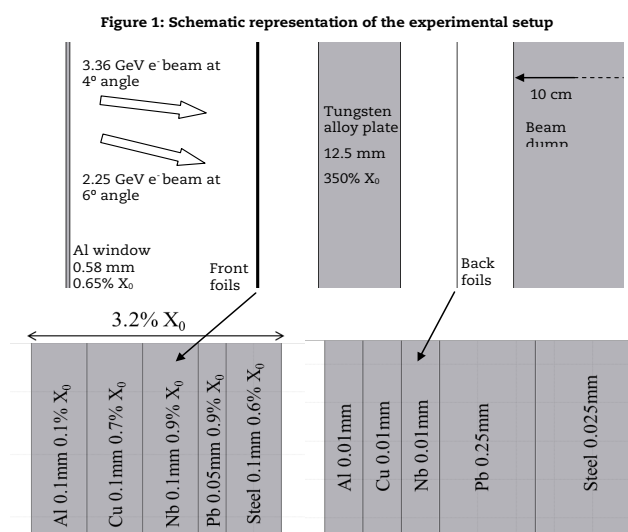 Figure 1: Schematic representation of the experimental setup
3.36 GeV e- beam at
4° angle
2.25 GeV e- beam at
6° angle
Al window
0.58 mm
0.65% X₀
Front
foils
Tungsten
alloy plate
12.5 mm
350% X₀
Back
foils
10 cm
Beam
dump
3.2% X₀
Al 0.1mm 0.1% X₀
Cu 0.1mm 0.7% X₀
Nb 0.1mm 0.9% X₀
Pb 0.05mm 0.9% X₀
Steel 0.1mm 0.6% X₀
Al 0.01mm
Cu 0.01mm
Nb 0.01mm
Pb 0.25mm
Steel 0.025mm